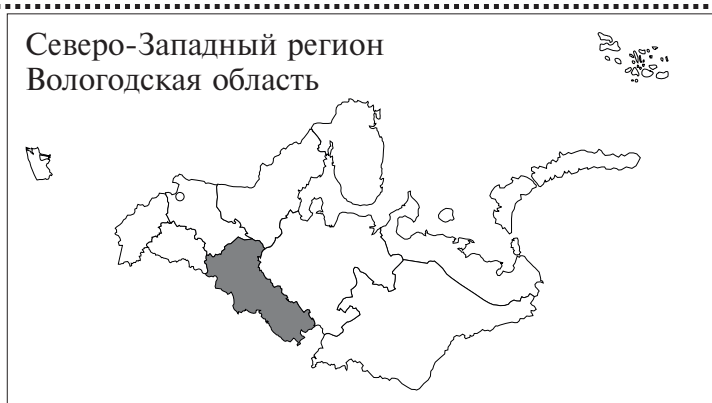 Северо-Западный регион
Вологодская область